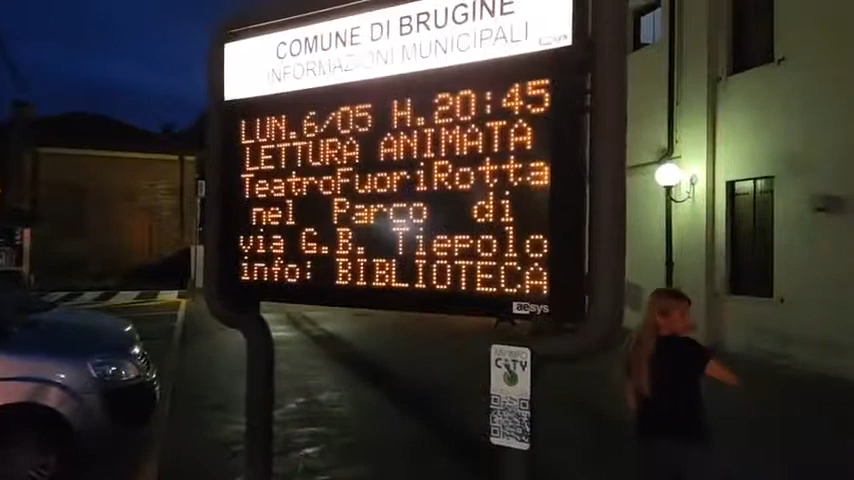 COMUNE DI BRUGINE
INFORMAZIONI MUNICIPALI
aesys
LUN.6/05 H.20:45
LETTURA ANIMATA
TeatroFuoriRotta
nel Parco di
via G.B. Tiepolo
info: BIBLIOTECA
aesys
CITY